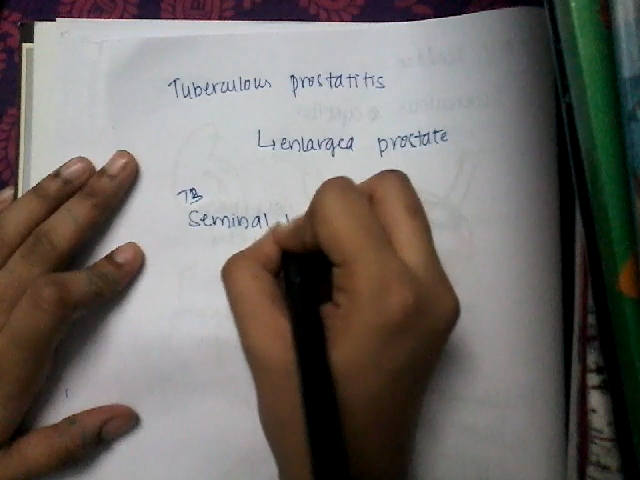 Tuberculous prostatitis
↳ enlarged prostate
TB
Seminal